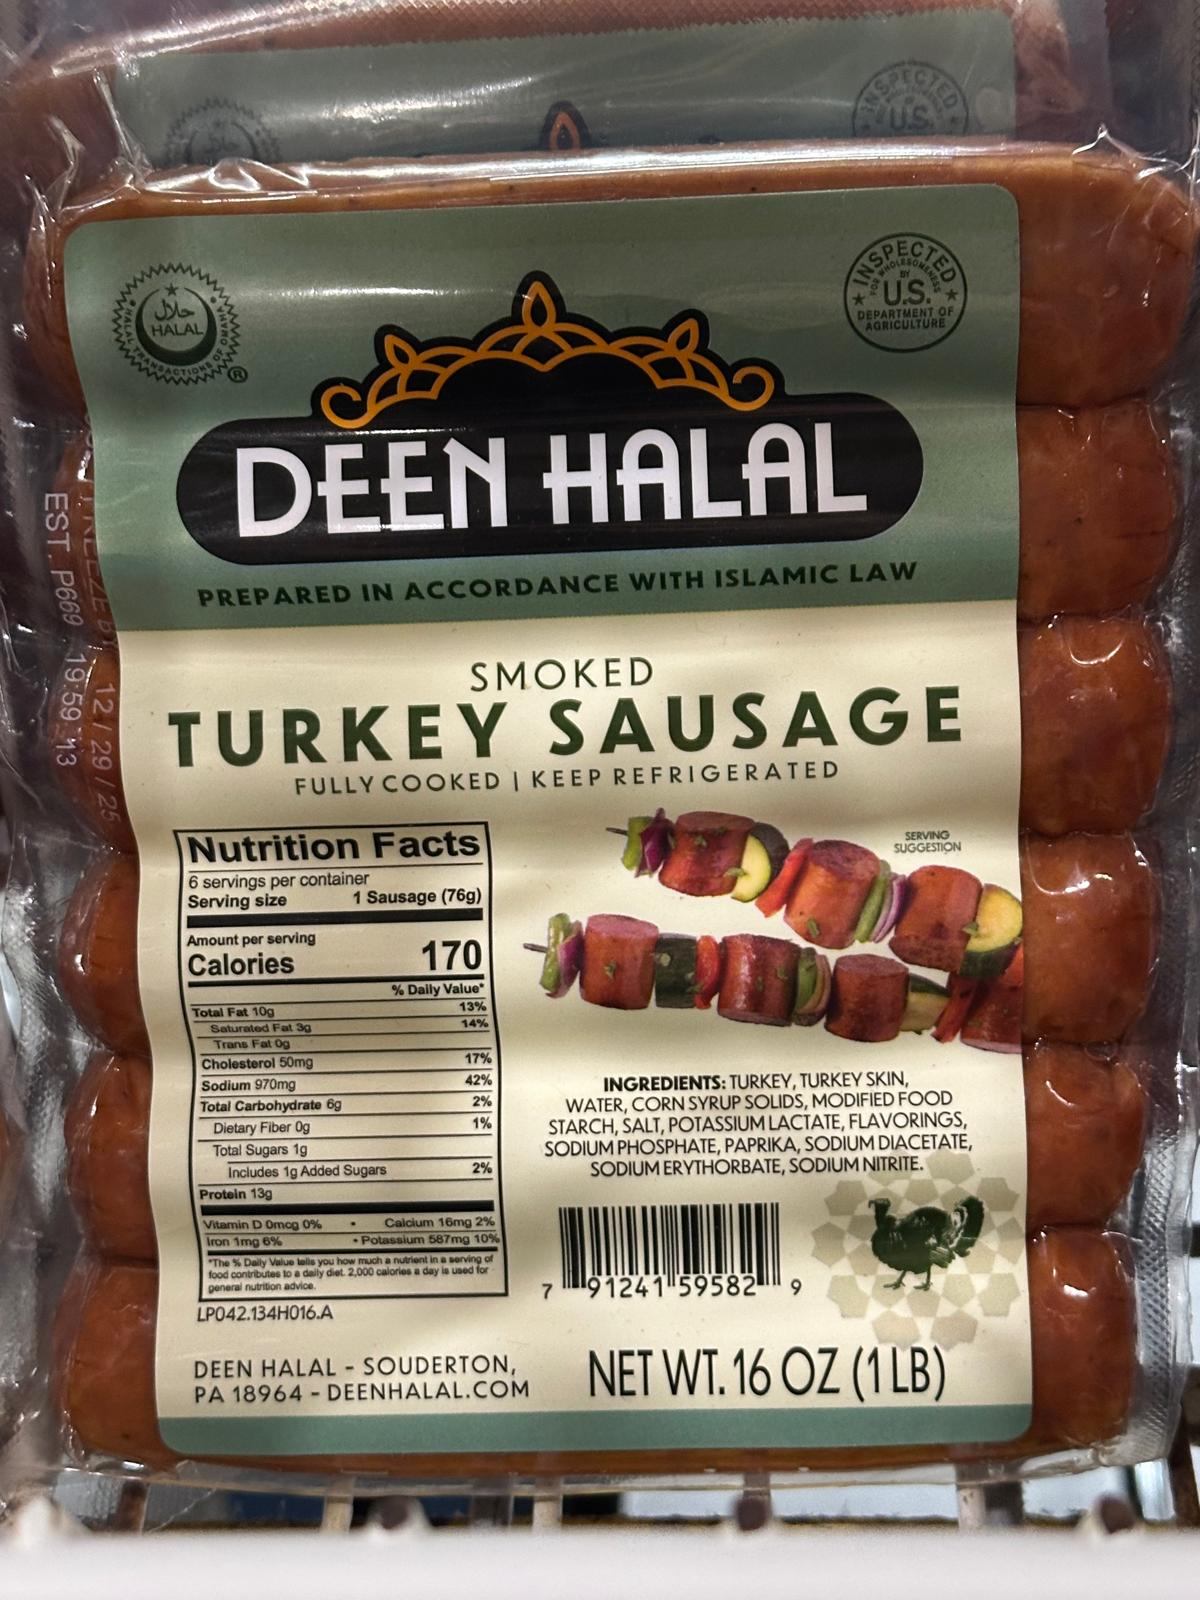 INSPECTED
U.S.
حلال
HALAL
HALAL TRANSACTIONS OF OMAHA
®
INSPECTED
FOR WHOLESOMENESS
BY
U.S.
DEPARTMENT OF
AGRICULTURE
DEEN HALAL
PREPARED IN ACCORDANCE WITH ISLAMIC LAW
EST. P669 19:59 13
FREEZE BY 12/29/25
SMOKED
TURKEY SAUSAGE
FULLY COOKED | KEEP REFRIGERATED
SERVING
SUGGESTION
Nutrition Facts
6 servings per container
Serving size 1 Sausage (76g)
Amount per serving
Calories 170
% Daily Value*
Total Fat 10g 13%
Saturated Fat 3g 14%
Trans Fat 0g
Cholesterol 50mg 17%
Sodium 970mg 42%
Total Carbohydrate 6g 2%
Dietary Fiber 0g 1%
Total Sugars 1g
Includes 1g Added Sugars 2%
Protein 13g
Vitamin D 0mcg 0% • Calcium 16mg 2%
Iron 1mg 6% • Potassium 587mg 10%
*The % Daily Value tells you how much a nutrient in a serving of
food contributes to a daily diet. 2,000 calories a day is used for
general nutrition advice.
LP042.134H016.A
INGREDIENTS: TURKEY, TURKEY SKIN,
WATER, CORN SYRUP SOLIDS, MODIFIED FOOD
STARCH, SALT, POTASSIUM LACTATE, FLAVORINGS,
SODIUM PHOSPHATE, PAPRIKA, SODIUM DIACETATE,
SODIUM ERYTHORBATE, SODIUM NITRITE.
7 91241 59582 9
DEEN HALAL - SOUDERTON,
PA 18964 - DEENHALAL.COM
NET WT. 16 OZ (1 LB)